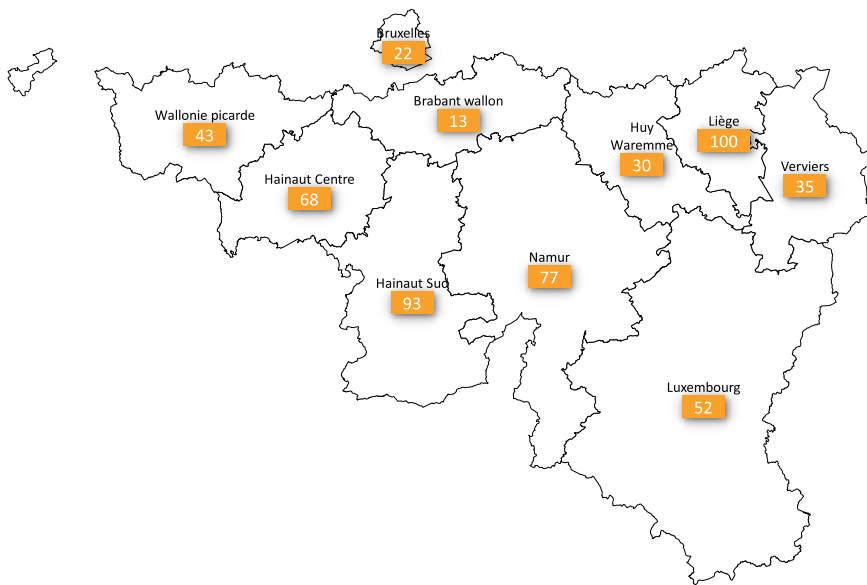 Bruxelles
22
Brabant wallon
13
Wallonie picarde
43
Huy
Waremme
30
Liège
100
Verviers
35
Hainaut Centre
68
Hainaut Sud
93
Namur
77
Luxembourg
52